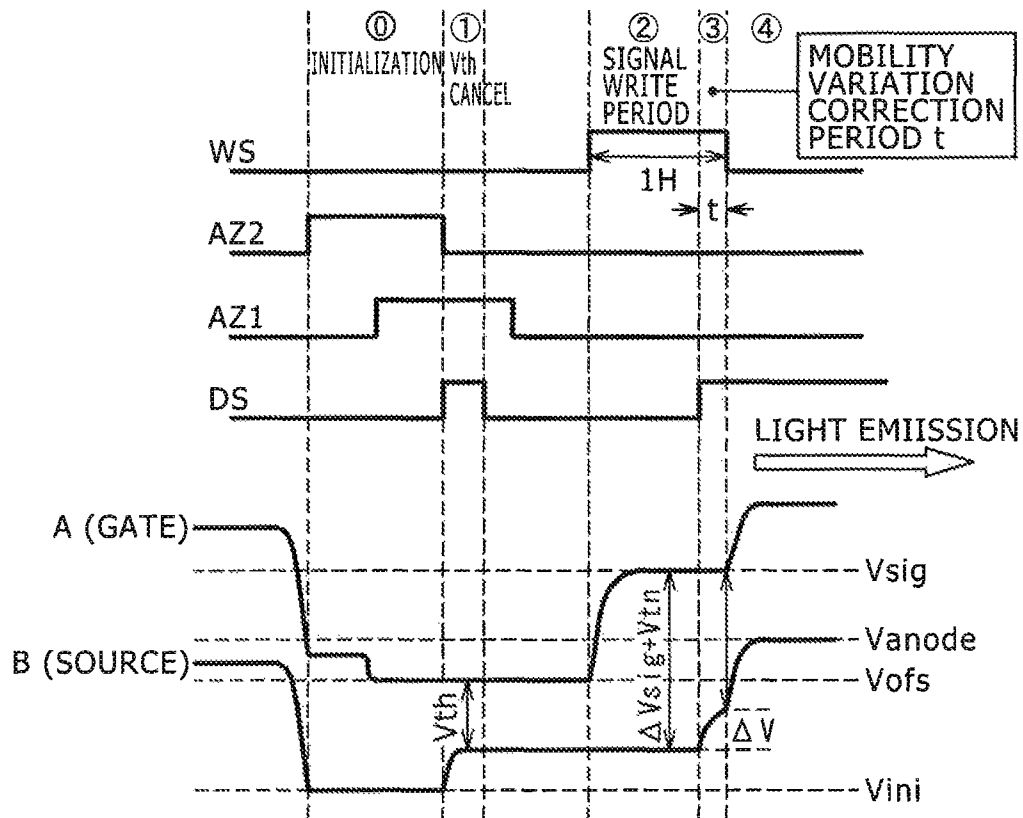 ⓪ ① ② ③ ④
INITIALIZATION
Vth
CANCEL
SIGNAL
WRITE
PERIOD
MOBILITY
VARIATION
CORRECTION
PERIOD t
WS
1H
t
AZ2
AZ1
DS
LIGHT EMIISSION
A (GATE)
Vsig
Vanode
B (SOURCE)
Vofs
Vth
ΔVsig+Vtn
ΔV
Vini